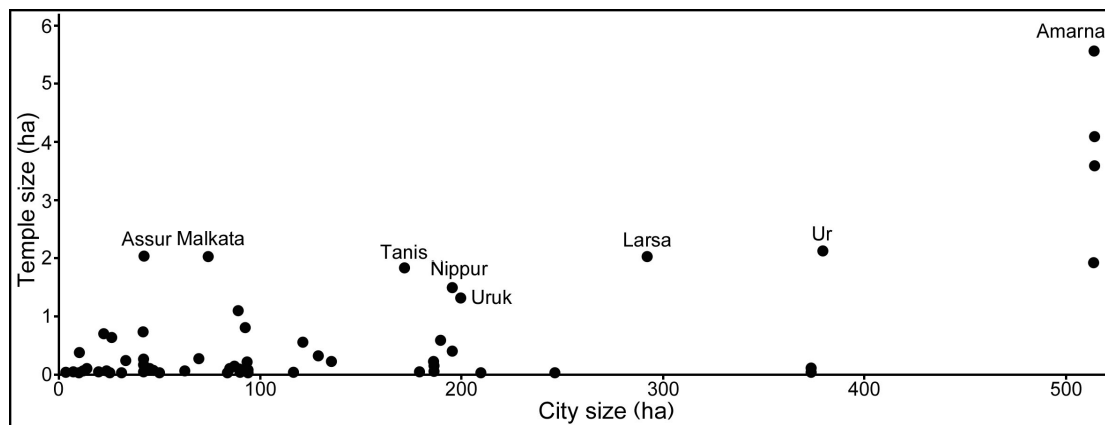 Temple size (ha)
6
5
4
3
2
1
0
Amarna
Assur Malkata
Tanis
Nippur
Uruk
Larsa
Ur
0 100 200 300 400 500
City size (ha)